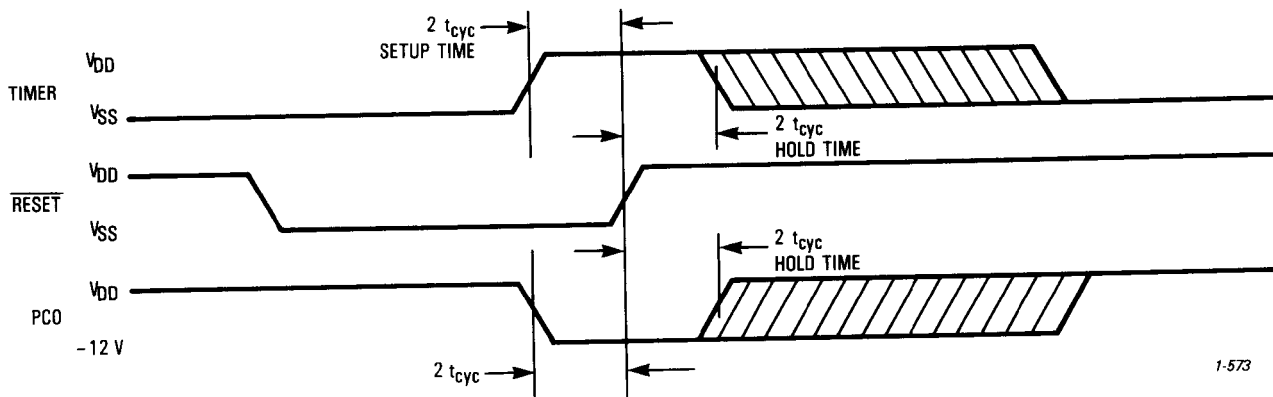 2 tcyc
SETUP TIME
VDD
TIMER
VSS
2 tcyc
HOLD TIME
VDD
RESET
VSS
2 tcyc
HOLD TIME
VDD
PC0
-12 V
2 tcyc
1-573